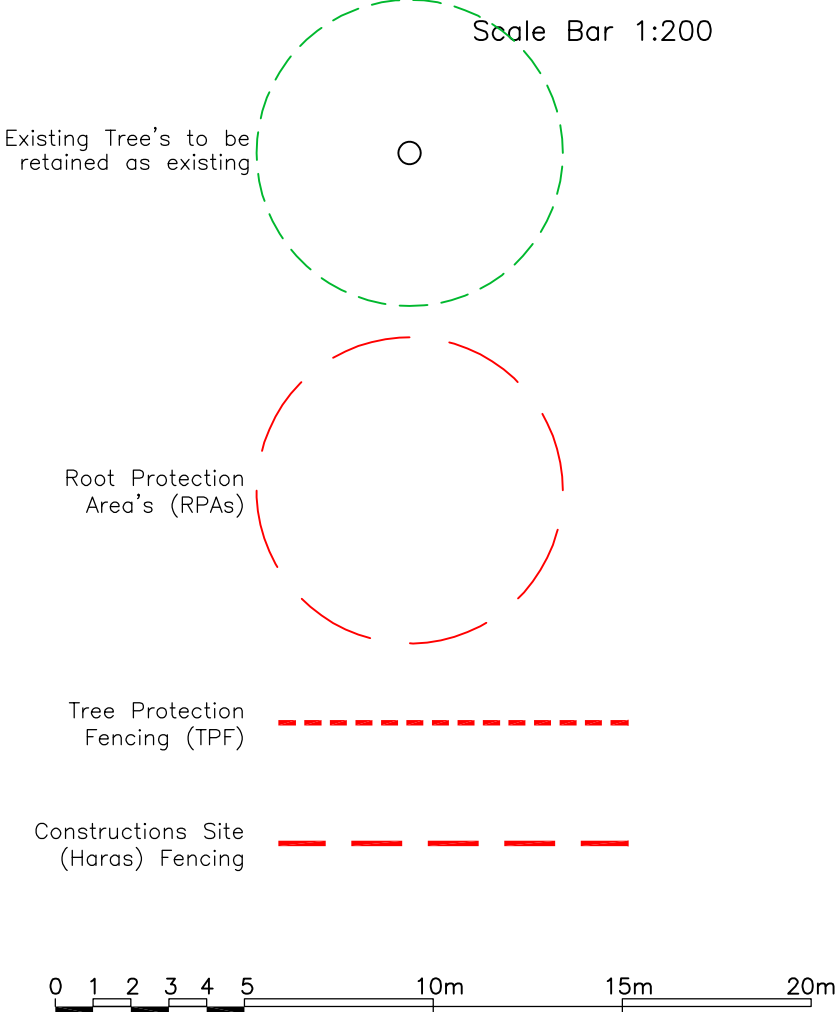 Scale Bar 1:200
Existing Tree's to be
retained as existing
Root Protection
Area's (RPAs)
Tree Protection
Fencing (TPF)
Constructions Site
(Haras) Fencing
0 1 2 3 4 5 10m 15m 20m